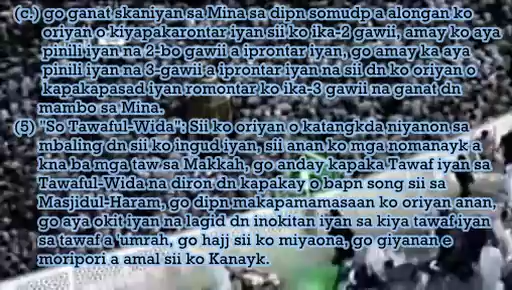 (c.) go ganat skaniyan sa Mina sa dipn somudp a alongan ko
oriyan o kiyapakarontar iyan sii ko ika-2 gawii, amay ko aya
pinili iyan na 2-bo gawii a iprontar iyan, go amay ka aya
pinili iyan na 3-gawii a iprontar iyan na sii dn ko oriyan o
kapakapasad iyan romontar ko ika-3 gawii na ganat dn
mambo sa Mina.
(5) "So Tawaful-Wida": Sii ko oriyan o katangkda niyanon sa
mbaling dn sii ko ingud iyan, sii anan ko mga nomanayk a
kna ba mga taw sa Makkah, go anday kapaka Tawaf iyan sa
Tawaful-Wida na diron dn kapakay o bapn song sii sa
Masjidul-Haram, go dipn makapamamasaan ko oriyan anan,
go aya okit iyan na lagid dn inokitan iyan sa kiya tawaf iyan
sa tawaf a 'umrah, go hajj sii ko miyaona, go giyanan e
moripori a amal sii ko Kanayk.